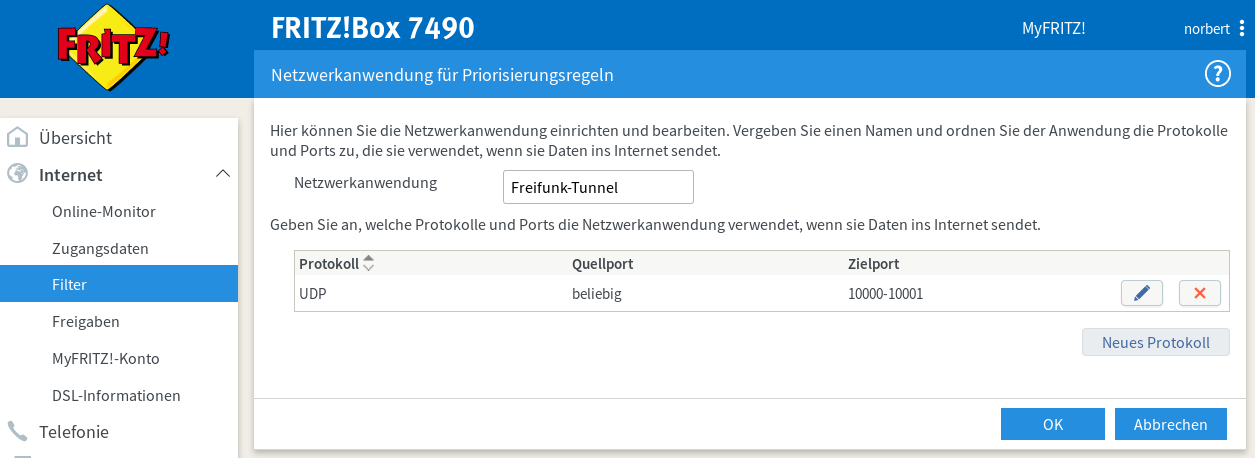 FRITZ!
FRITZ!Box 7490
MyFRITZ!
norbert
Netzwerkanwendung für Priorisierungsregeln
?
Übersicht
Internet
Online-Monitor
Zugangsdaten
Filter
Freigaben
MyFRITZ!-Konto
DSL-Informationen
Telefonie
Hier können Sie die Netzwerkanwendung einrichten und bearbeiten. Vergeben Sie einen Namen und ordnen Sie der Anwendung die Protokolle
und Ports zu, die sie verwendet, wenn sie Daten ins Internet sendet.
Netzwerkanwendung Freifunk-Tunnel
Geben Sie an, welche Protokolle und Ports die Netzwerkanwendung verwendet, wenn sie Daten ins Internet sendet.
Protokoll Quellport Zielport
UDP beliebig 10000-10001
Neues Protokoll
OK Abbrechen